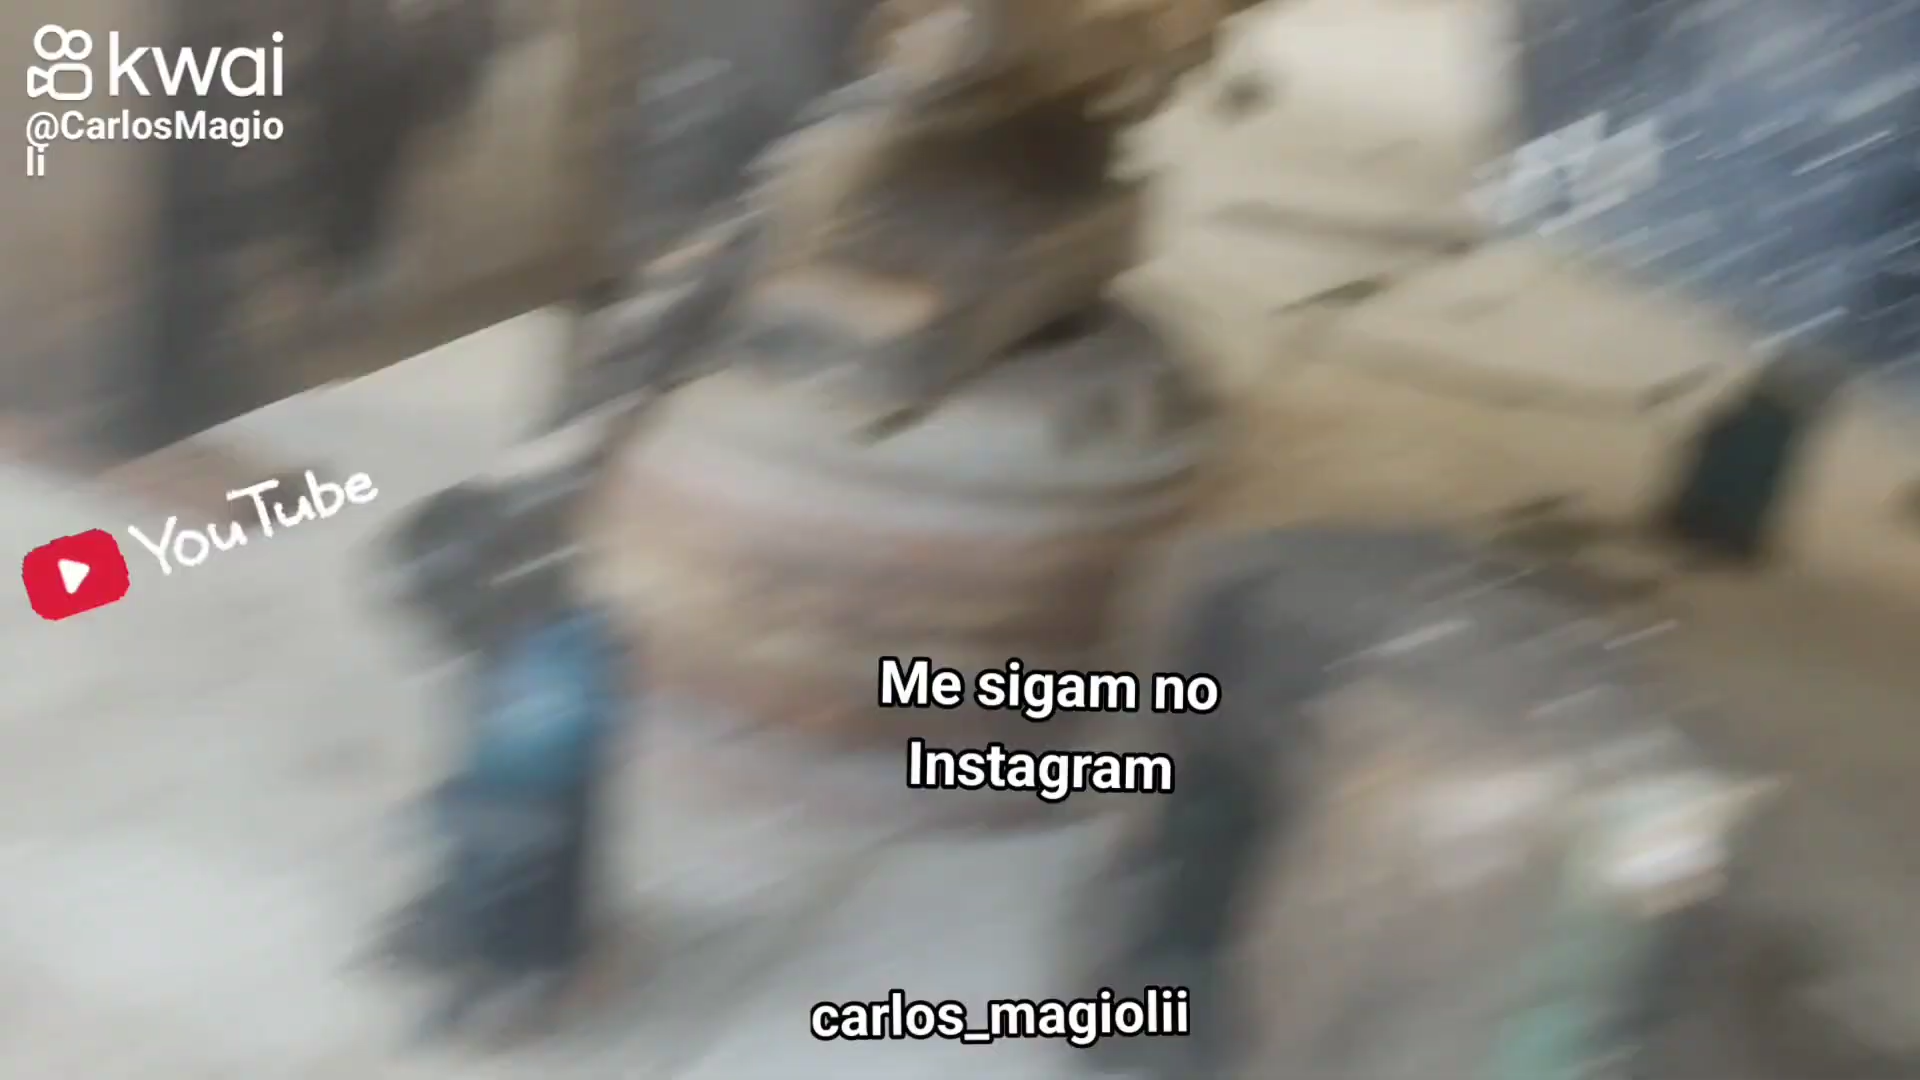 kwai
@CarlosMagio
li
YouTube
Me sigam no
Instagram
carlos_magiolii